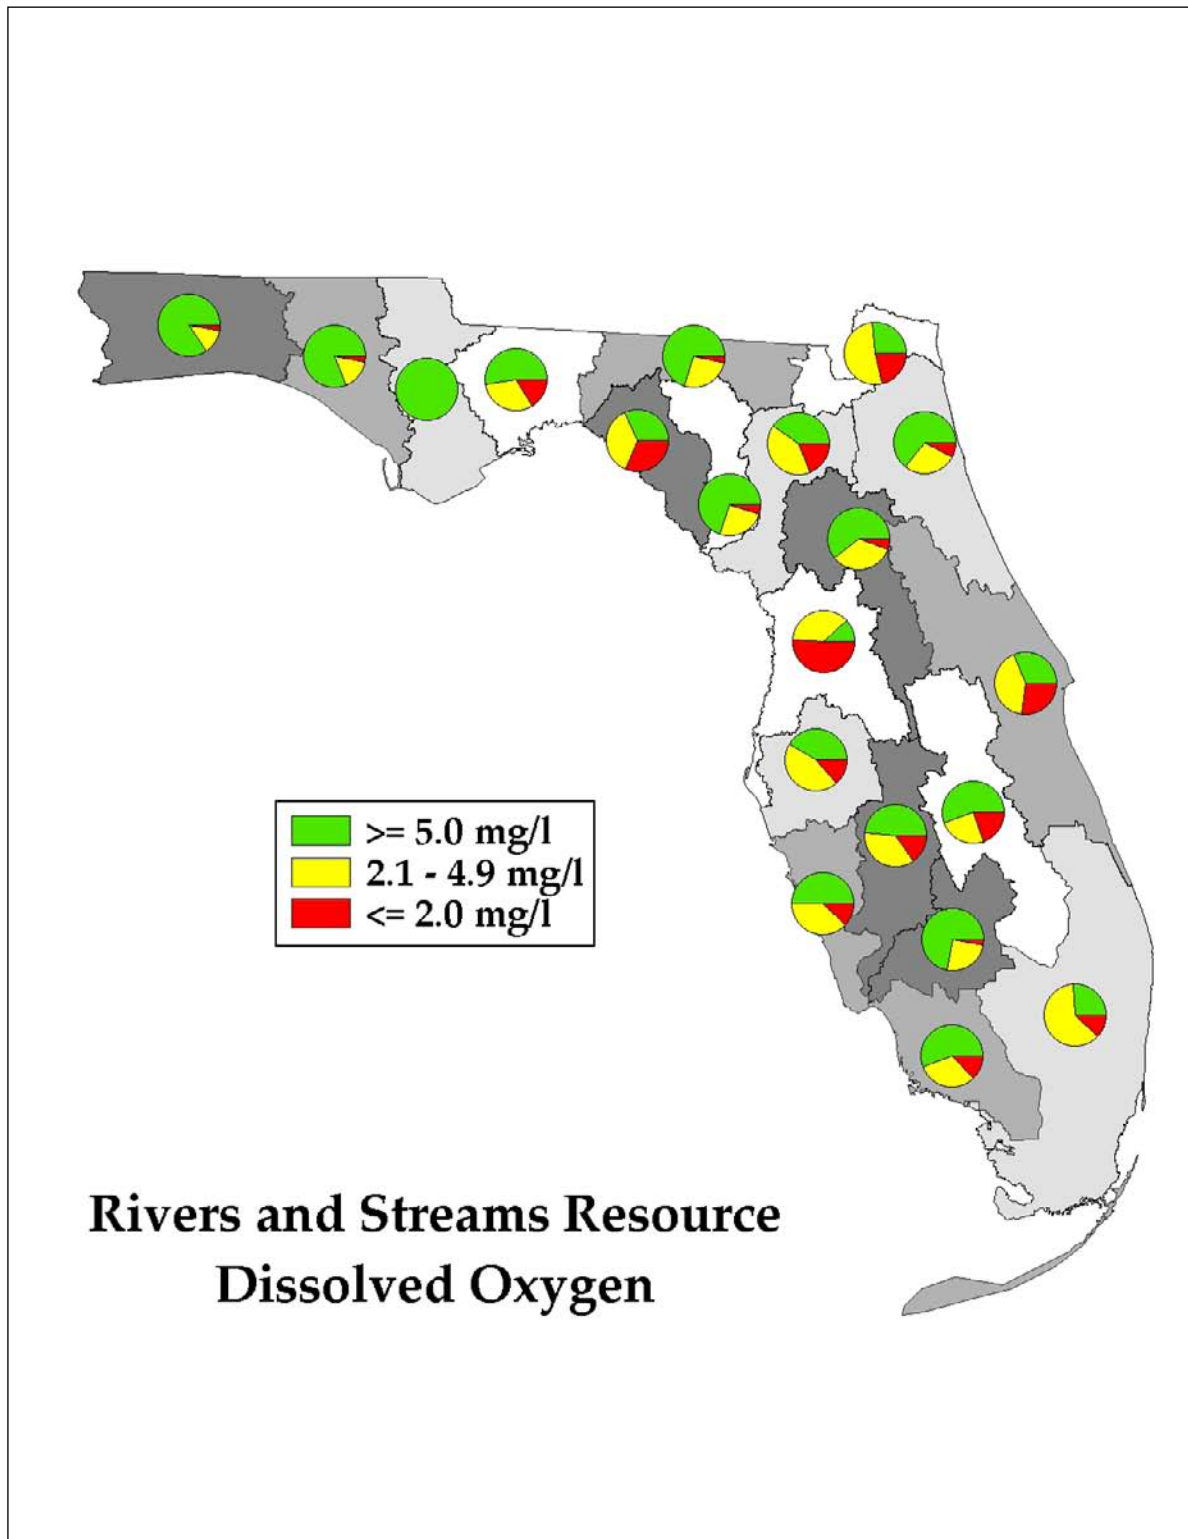 >= 5.0 mg/l
2.1 - 4.9 mg/l
<= 2.0 mg/l
Rivers and Streams Resource
Dissolved Oxygen